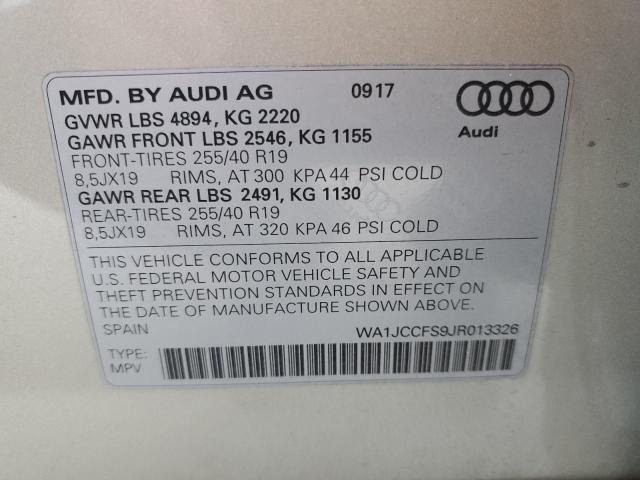 MFD. BY AUDI AG 0917
GVWR LBS 4894, KG 2220
GAWR FRONT LBS 2546, KG 1155
FRONT-TIRES 255/40 R19
8,5JX19 RIMS, AT 300 KPA 44 PSI COLD
GAWR REAR LBS 2491, KG 1130
REAR-TIRES 255/40 R19
8,5JX19 RIMS, AT 320 KPA 46 PSI COLD
Audi
THIS VEHICLE CONFORMS TO ALL APPLICABLE
U.S. FEDERAL MOTOR VEHICLE SAFETY AND
THEFT PREVENTION STANDARDS IN EFFECT ON
THE DATE OF MANUFACTURE SHOWN ABOVE.
SPAIN WA1JCCFS9JR013326
TYPE:
MPV